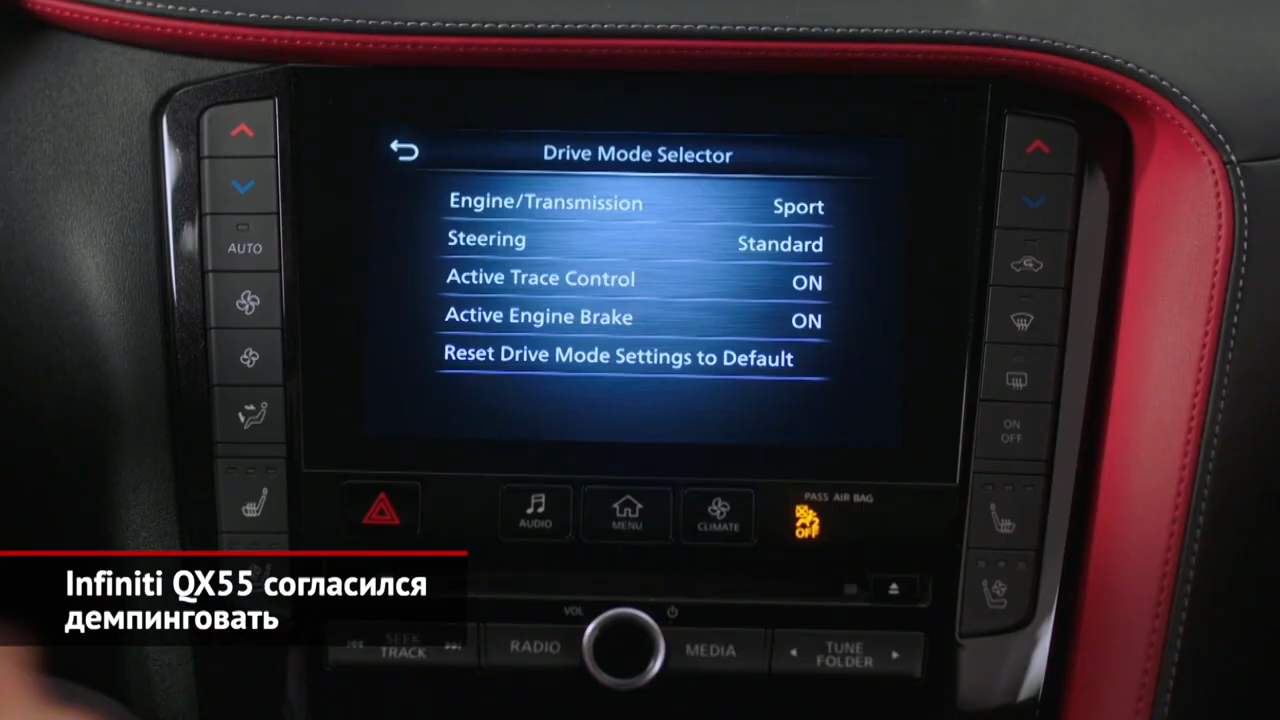 Drive Mode Selector
Engine/Transmission Sport
Steering Standard
Active Trace Control ON
Active Engine Brake ON
Reset Drive Mode Settings to Default
AUTO
ON
OFF
AUDIO
MENU
CLIMATE
PASS AIR BAG
OFF
Infiniti QX55 согласился
демпинговать
VOL
SEEK
TRACK
RADIO
MEDIA
TUNE
FOLDER